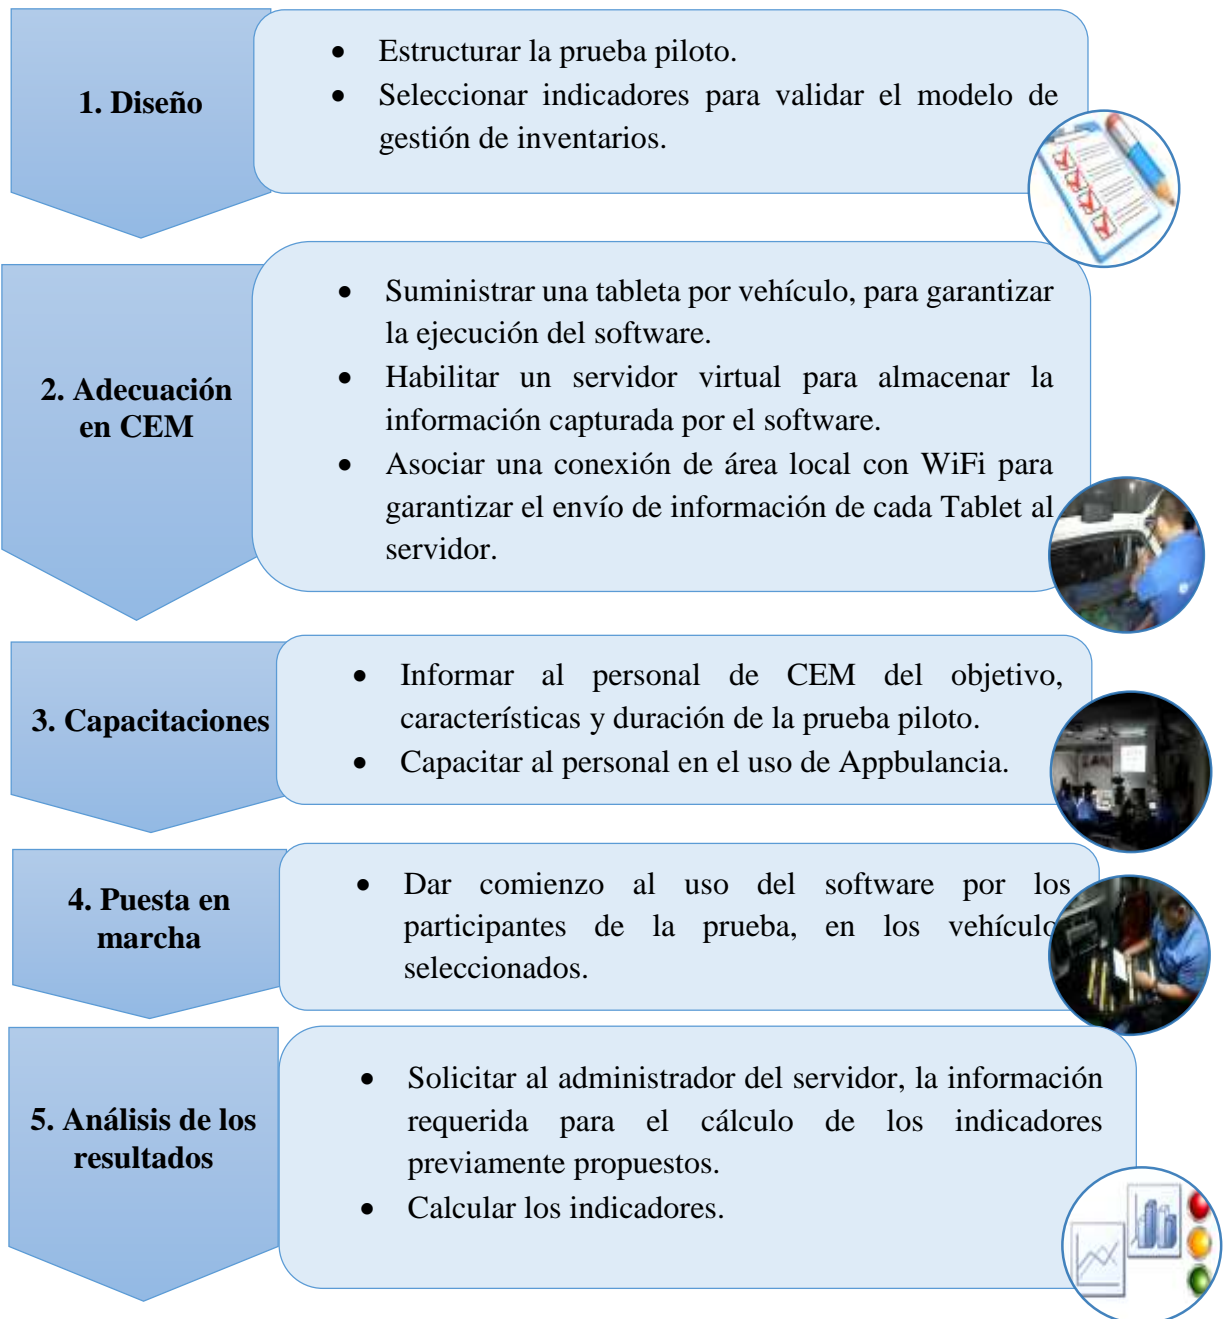 1. Diseño
• Estructurar la prueba piloto.
• Seleccionar indicadores para validar el modelo de
gestión de inventarios.
2. Adecuación
en CEM
• Suministrar una tableta por vehículo, para garantizar
la ejecución del software.
• Habilitar un servidor virtual para almacenar la
información capturada por el software.
• Asociar una conexión de área local con WiFi para
garantizar el envío de información de cada Tablet al
servidor.
3. Capacitaciones
• Informar al personal de CEM del objetivo,
características y duración de la prueba piloto.
• Capacitar al personal en el uso de Appbulancia.
4. Puesta en
marcha
• Dar comienzo al uso del software por los
participantes de la prueba, en los vehículo
seleccionados.
5. Análisis de los
resultados
• Solicitar al administrador del servidor, la información
requerida para el cálculo de los indicadores
previamente propuestos.
• Calcular los indicadores.